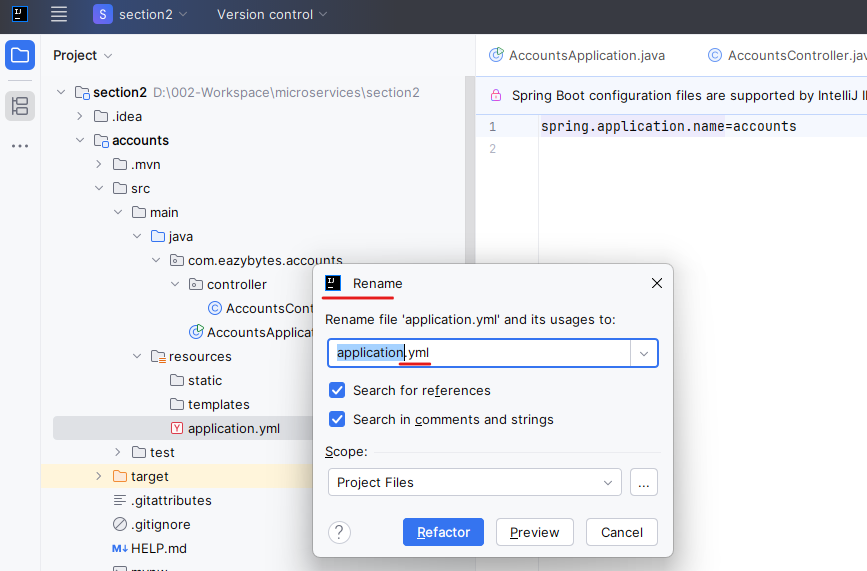 section2
Version control
Project
AccountsApplication.java
AccountsController.jav
section2 D:\002-Workspace\microservices\section2
Spring Boot configuration files are supported by IntelliJ I
.idea
accounts
.mvn
src
main
java
com.eazybytes.accounts
controller
AccountsCont
AccountsApplicat
resources
static
templates
application.yml
test
target
.gitattributes
.gitignore
M↓ HELP.md
1 spring.application.name=accounts
2
Rename
Rename file 'application.yml' and its usages to:
application.yml
Search for references
Search in comments and strings
Scope:
Project Files
...
?
Refactor
Preview
Cancel